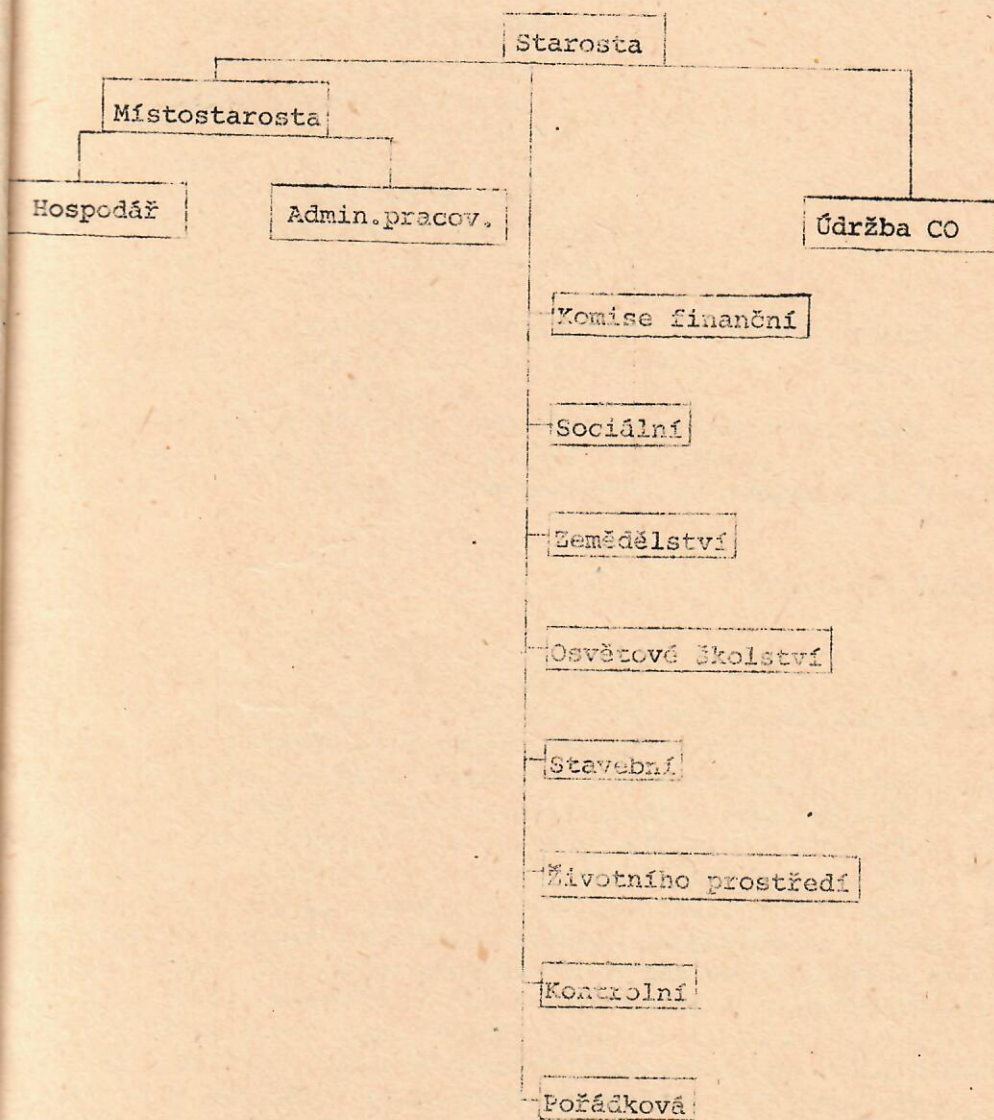 Starosta
Místostarosta
Hospodář
Admin.pracov.
Údržba CO
Komise finanční
Sociální
Zemědělství
Osvětové školství
Stavební
Životního prostředí
Kontrolní
Pořádková